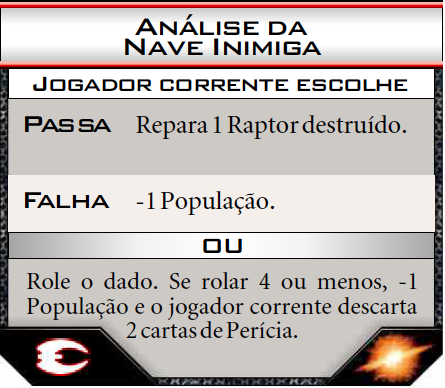 ANÁLISE DA
NAVE INIMIGA
JOGADOR CORRENTE ESCOLHE
PASSA Repara 1 Raptor destruído.
FALHA -1 População.
OU
Role o dado. Se rolar 4 ou menos, -1
População e o jogador corrente descarta
2 cartas de Perícia.